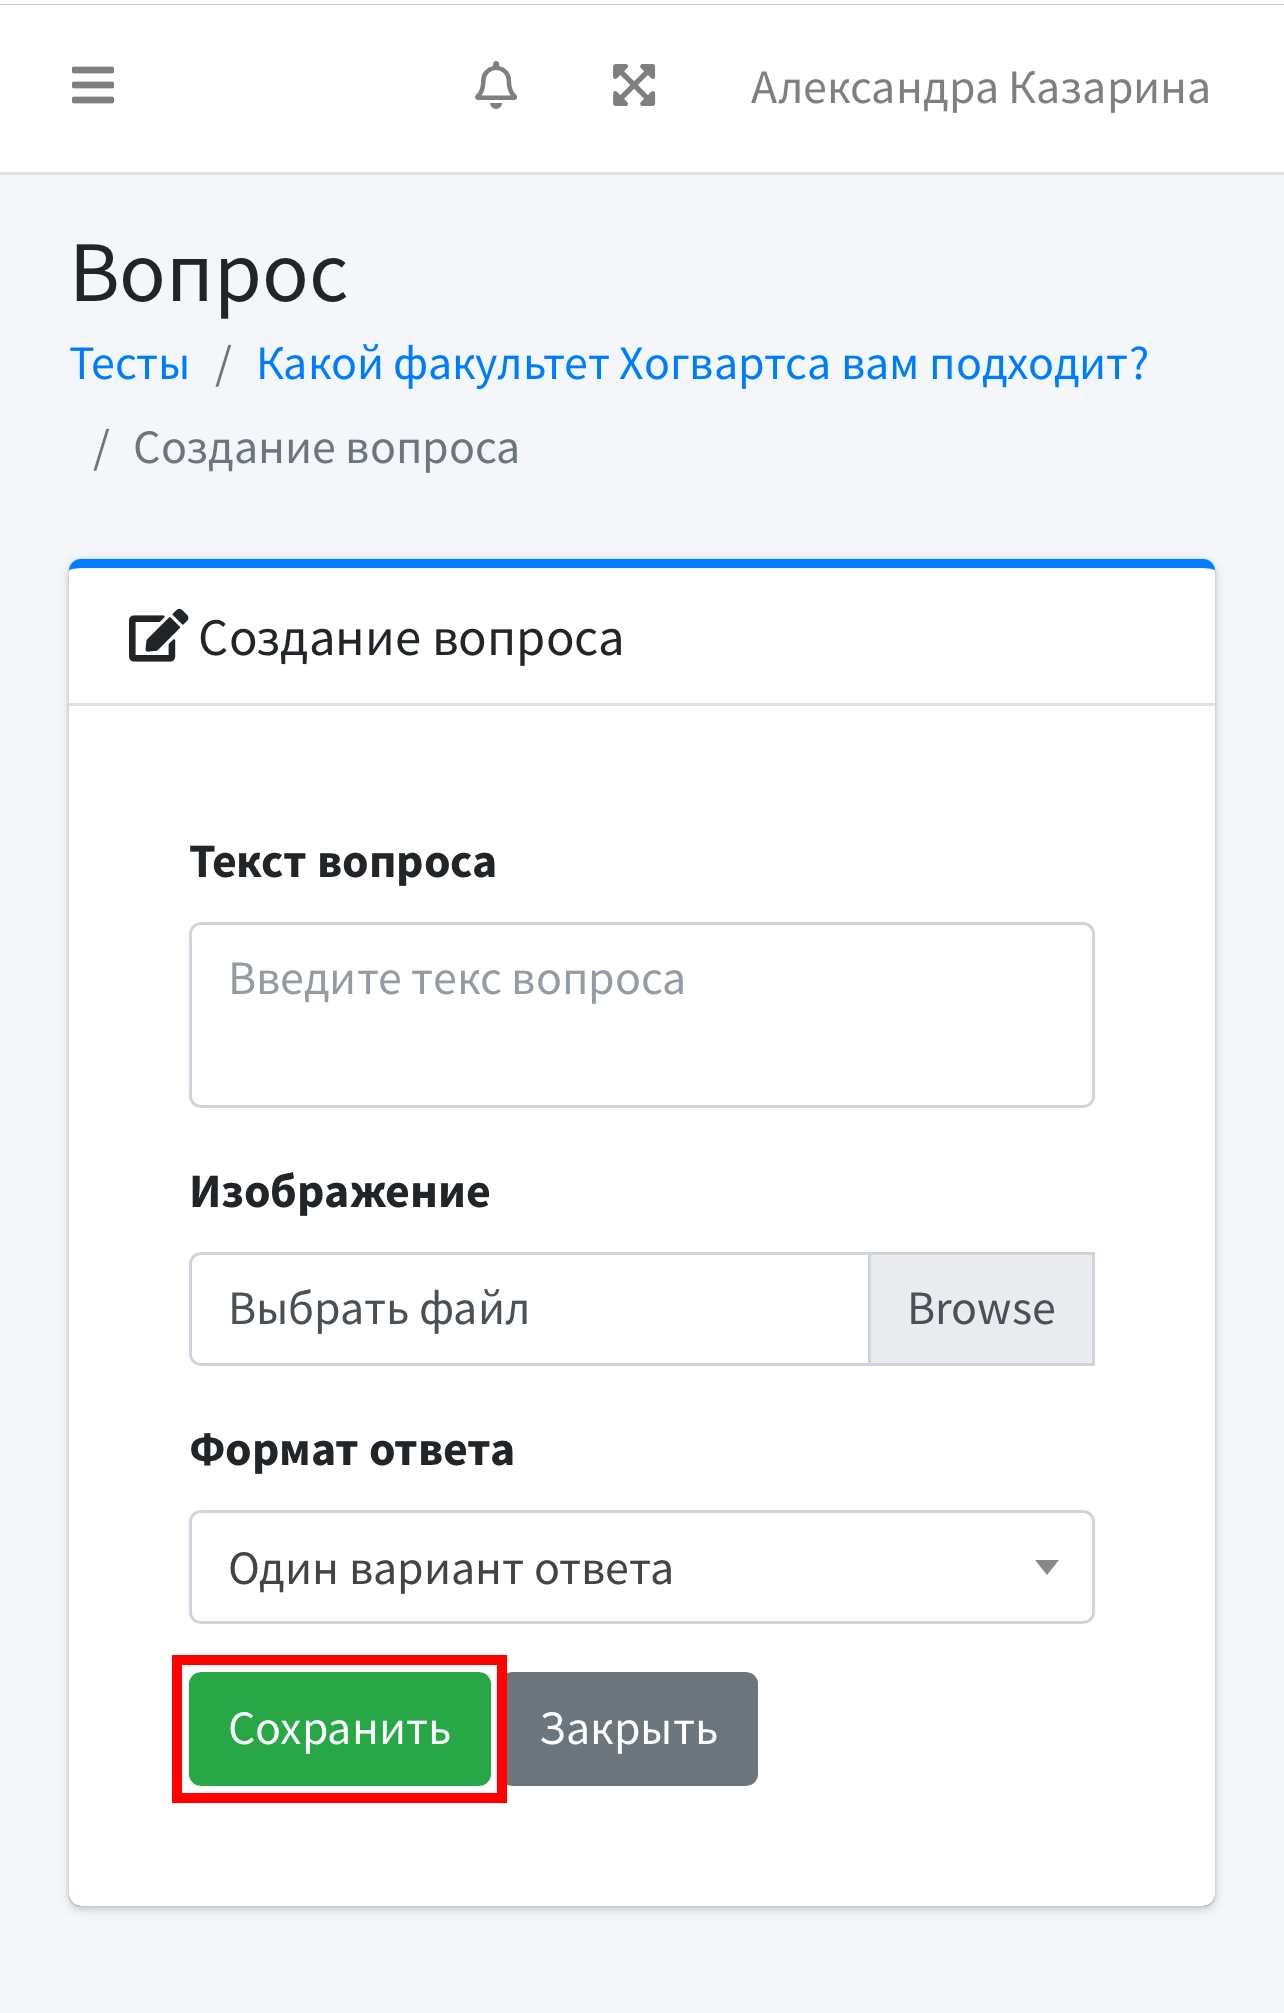 Александра Казарина
Вопрос
Тесты / Какой факультет Хогвартса вам подходит?
/ Создание вопроса
Создание вопроса
Текст вопроса
Введите текс вопроса
Изображение
Выбрать файл Browse
Формат ответа
Один вариант ответа
Сохранить Закрыть